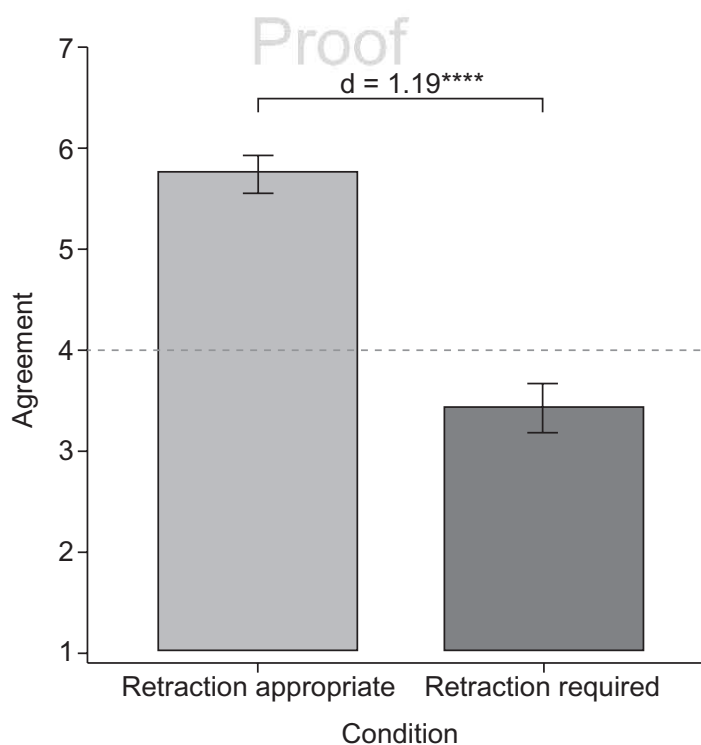 Proof
7
d = 1.19****
6
5
4
3
2
1
Agreement
Retraction appropriate Retraction required
Condition